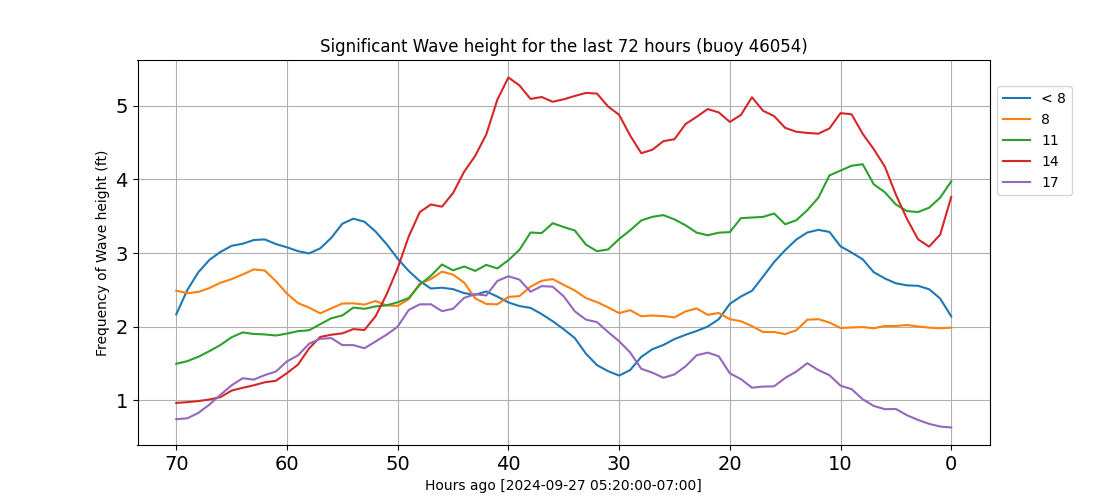 Significant Wave height for the last 72 hours (buoy 46054)
Frequency of Wave height (ft)
5
4
3
2
1
70 60 50 40 30 20 10 0
Hours ago [2024-09-27 05:20:00-07:00]
< 8
8
11
14
17